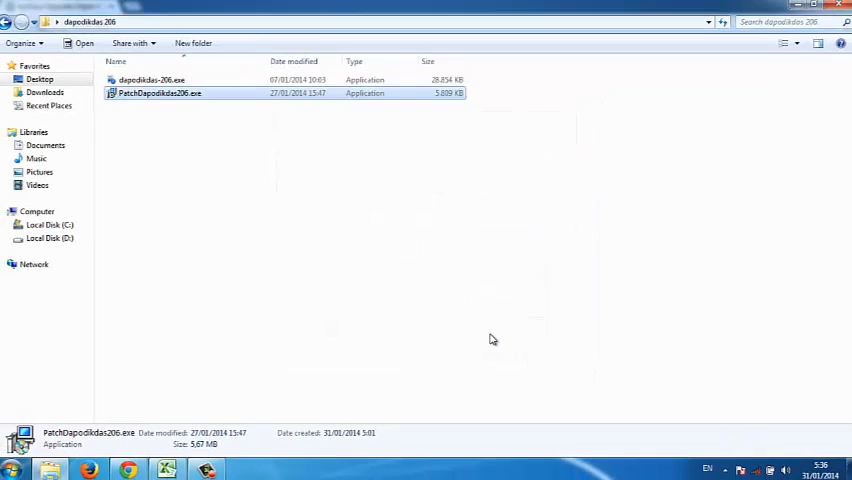 dapodikdas 206
Search dapodikdas 206
Organize
Open
Share with
New folder
Name
Date modified
Type
Size
Favorites
Desktop
Downloads
Recent Places
Libraries
Documents
Music
Pictures
Videos
Computer
Local Disk (C:)
Local Disk (D:)
Network
dapodikdas-206.exe 07/01/2014 10:03 Application 28.854 KB
PatchDapodikdas206.exe 27/01/2014 15:47 Application 5.809 KB
PatchDapodikdas206.exe Date modified: 27/01/2014 15:47 Date created: 31/01/2014 5:01
Application Size: 5,67 MB
EN
5:36
31/01/2014